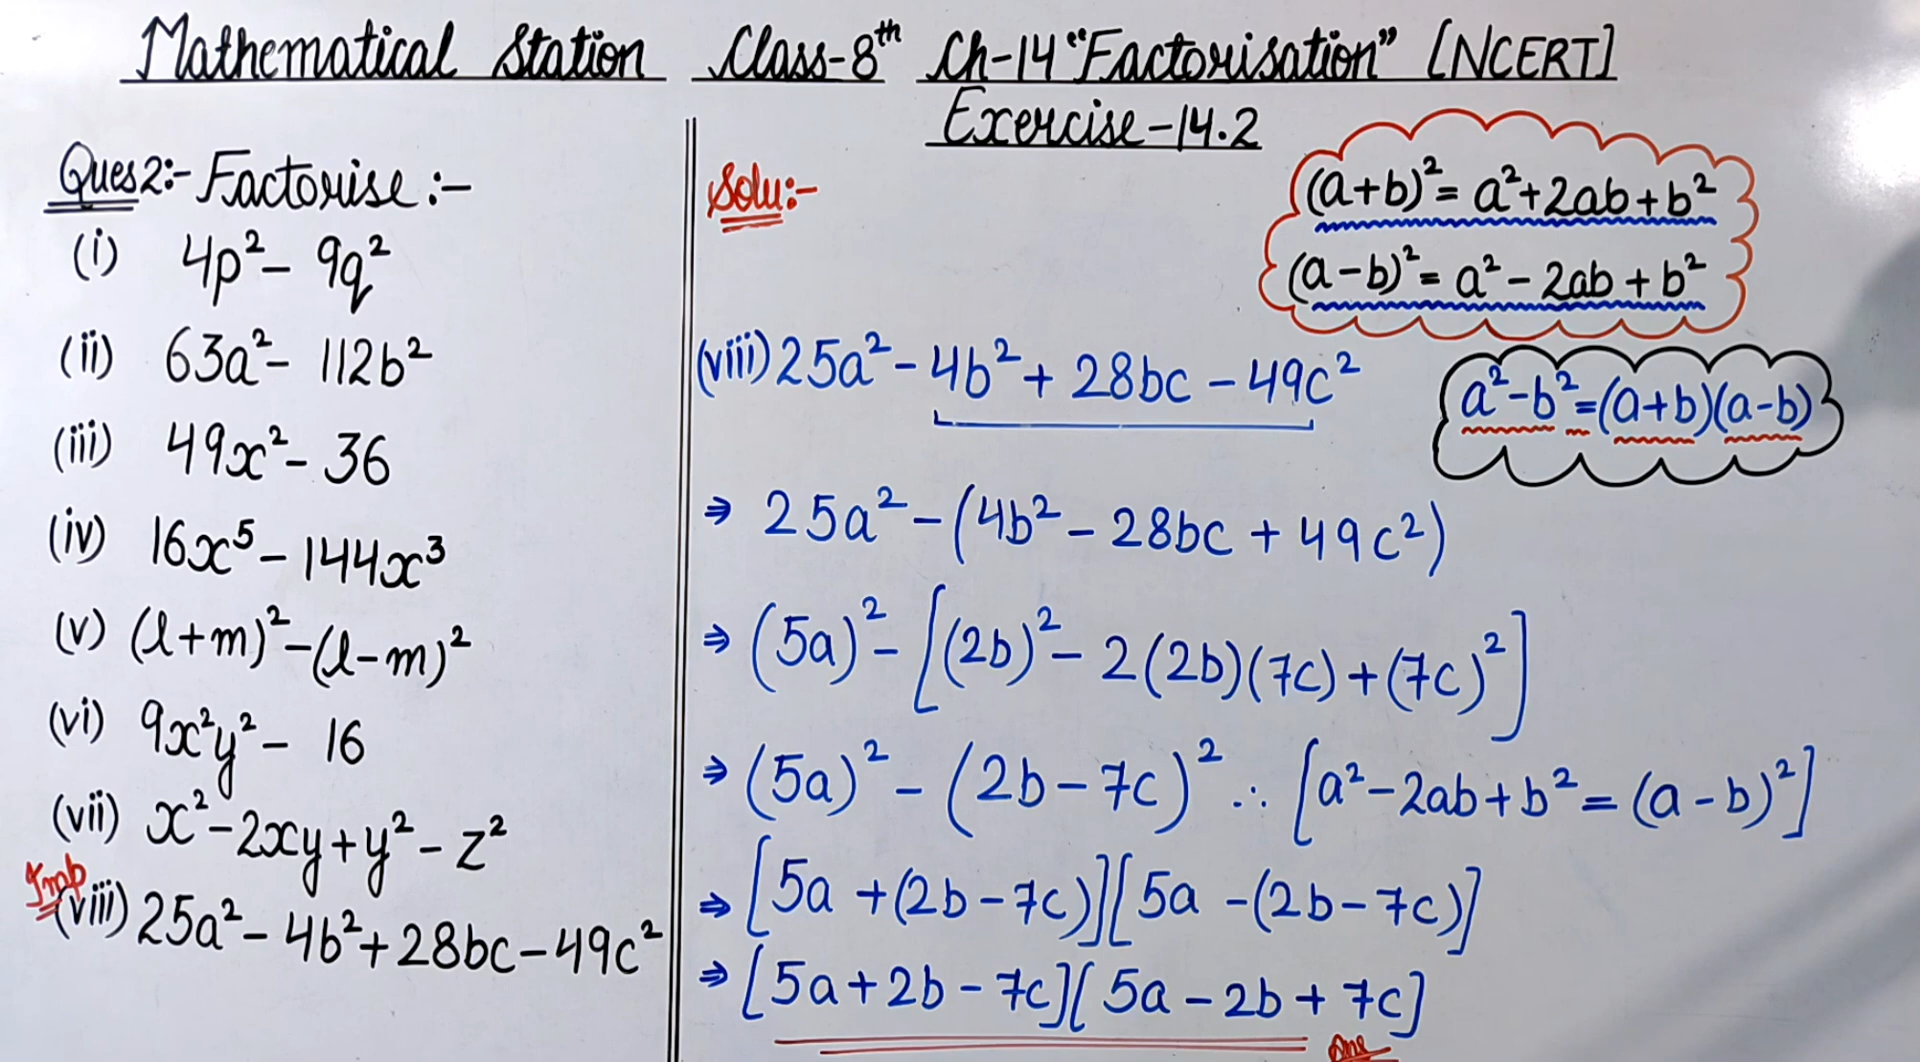 Mathematical Station Class-8th Ch-14 "Factorisation" [NCERT]
Exercise-14.2
Ques2:- Factorise:-
(i) 4p²- 9q²
(ii) 63a²- 112b²
(iii) 49x²- 36
(iv) 16x⁵- 144x³
(v) (l+m)²-(l-m)²
(vi) 9x²y²- 16
(vii) x²-2xy+y²-z²
Imp
(viii) 25a²- 4b²+28bc-49c²
Solu:-
(a+b)²= a²+2ab+b²
(a-b)²= a²-2ab+b²
a²-b²=(a+b)(a-b)
(viii) 25a²-4b²+28bc-49c²
⇒ 25a²-(4b²-28bc+49c²)
⇒ (5a)²-[(2b)²-2(2b)(7c)+(7c)²]
⇒ (5a)²-(2b-7c)² ∴ [a²-2ab+b²=(a-b)²]
⇒ [5a+(2b-7c)][5a-(2b-7c)]
⇒ [5a+2b-7c][5a-2b+7c]
Ans